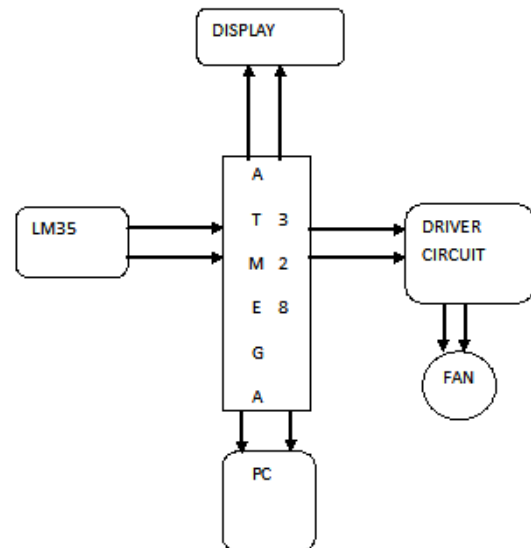 DISPLAY
LM35
A
T 3
M 2
E 8
G
A
DRIVER
CIRCUIT
FAN
PC